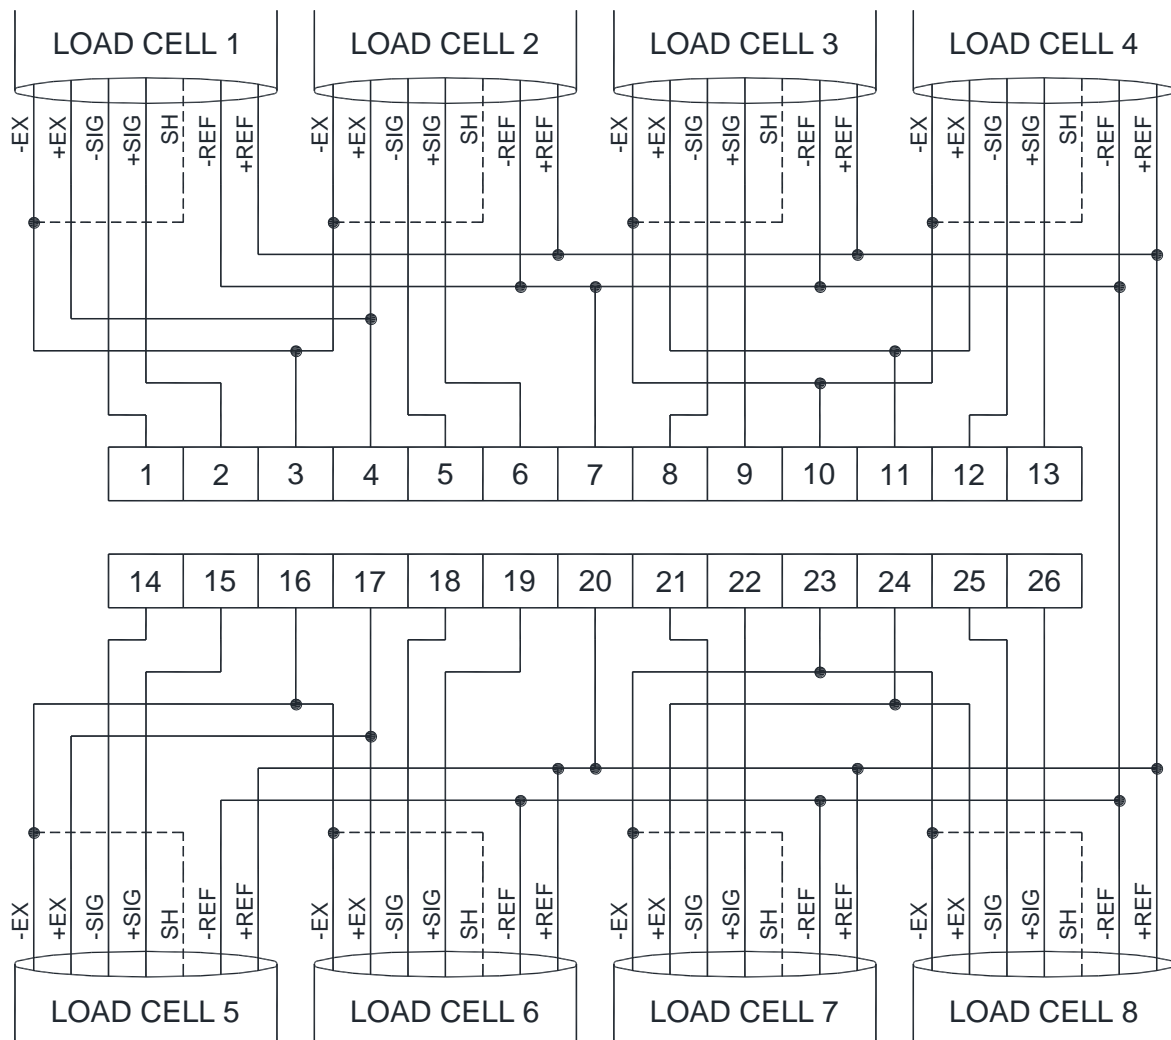 LOAD CELL 1 LOAD CELL 2 LOAD CELL 3 LOAD CELL 4
-EX +EX -SIG +SIG SH -REF +REF -EX +EX -SIG +SIG SH -REF +REF -EX +EX -SIG +SIG SH -REF +REF -EX +EX -SIG +SIG SH -REF +REF
1 2 3 4 5 6 7 8 9 10 11 12 13
14 15 16 17 18 19 20 21 22 23 24 25 26
-EX +EX -SIG +SIG SH -REF +REF -EX +EX -SIG +SIG SH -REF +REF -EX +EX -SIG +SIG SH -REF +REF -EX +EX -SIG +SIG SH -REF +REF
LOAD CELL 5 LOAD CELL 6 LOAD CELL 7 LOAD CELL 8